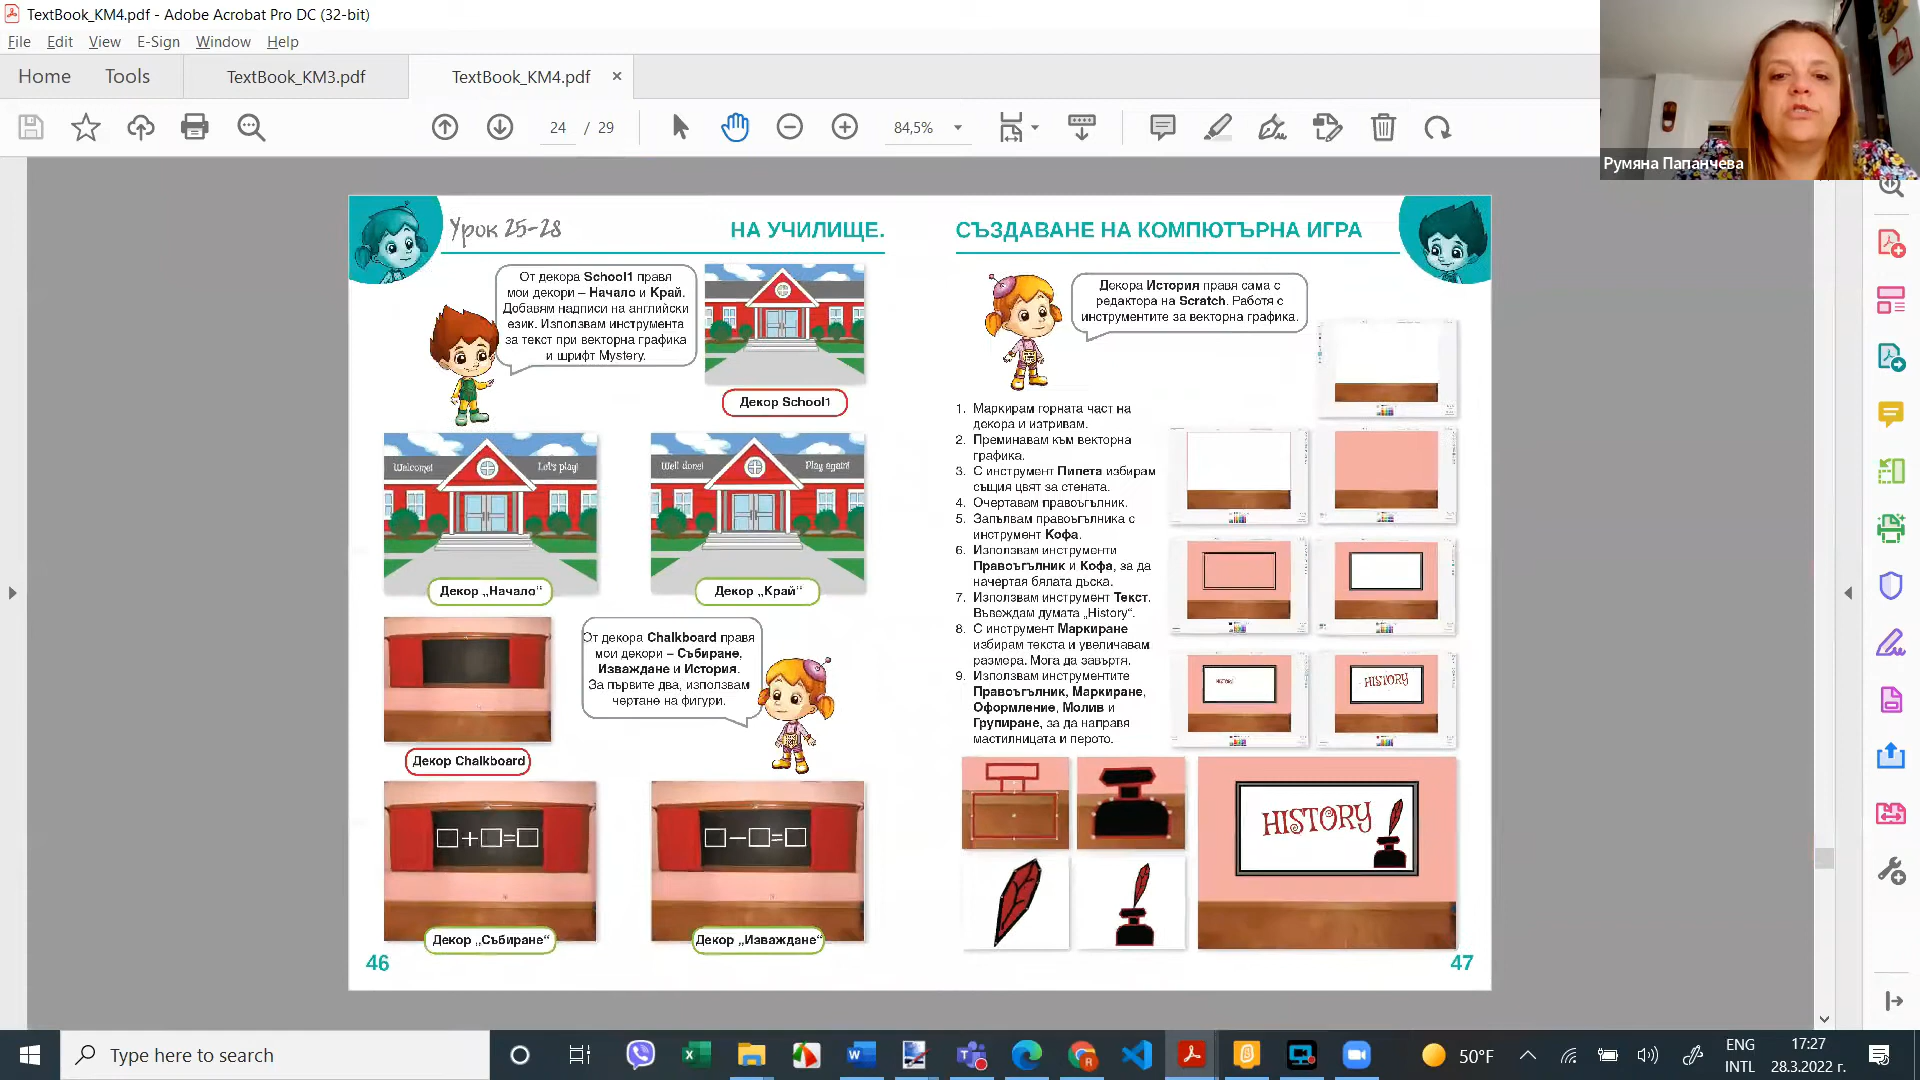 TextBook_KM4.pdf - Adobe Acrobat Pro DC (32-bit)
File Edit View E-Sign Window Help
Home Tools TextBook_KM3.pdf TextBook_KM4.pdf ×
24 / 29 84,5%
Румяна Папанчева
Урок 25-28
НА УЧИЛИЩЕ.
От декора School1 правя
мои декори – Начало и Край.
Добавям надписи на английски
език. Използвам инструмента
за текст при векторна графика
и шрифт Mystery.
Декор School1
Welcome! Let's play!
Декор „Начало“
Well done! Play again!
Декор „Край“
От декора Chalkboard правя
мои декори – Събиране,
Изваждане и История.
За първите два, използвам
чертане на фигури.
Декор Chalkboard
□+□=□
Декор „Събиране“
□−□=□
Декор „Изваждане“
46
СЪЗДАВАНЕ НА КОМПЮТЪРНА ИГРА
Декора История правя сама с
редактора на Scratch. Работя с
инструментите за векторна графика.
1. Маркирам горната част на
декора и изтривам.
2. Преминавам към векторна
графика.
3. С инструмент Пипета избирам
същия цвят за стената.
4. Очертавам правоъгълник.
5. Запълвам правоъгълника с
инструмент Кофа.
6. Използвам инструменти
Правоъгълник и Кофа, за да
начертая бялата дъска.
7. Използвам инструмент Текст.
Въвеждам думата „History“.
8. С инструмент Маркиране
избирам текста и увеличавам
размера. Мога да завъртя.
9. Използвам инструментите
Правоъгълник, Маркиране,
Оформление, Молив и
Групиране, за да направя
мастилницата и перото.
HISTORY
HISTORY
HISTORY
47
Type here to search
50°F
ENG
INTL
17:27
28.3.2022 г.